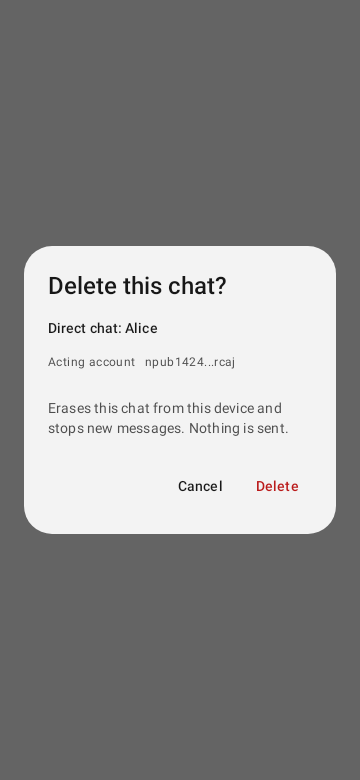 Delete this chat?
Direct chat: Alice
Acting account npub1424...rcaj
Erases this chat from this device and
stops new messages. Nothing is sent.
Cancel Delete